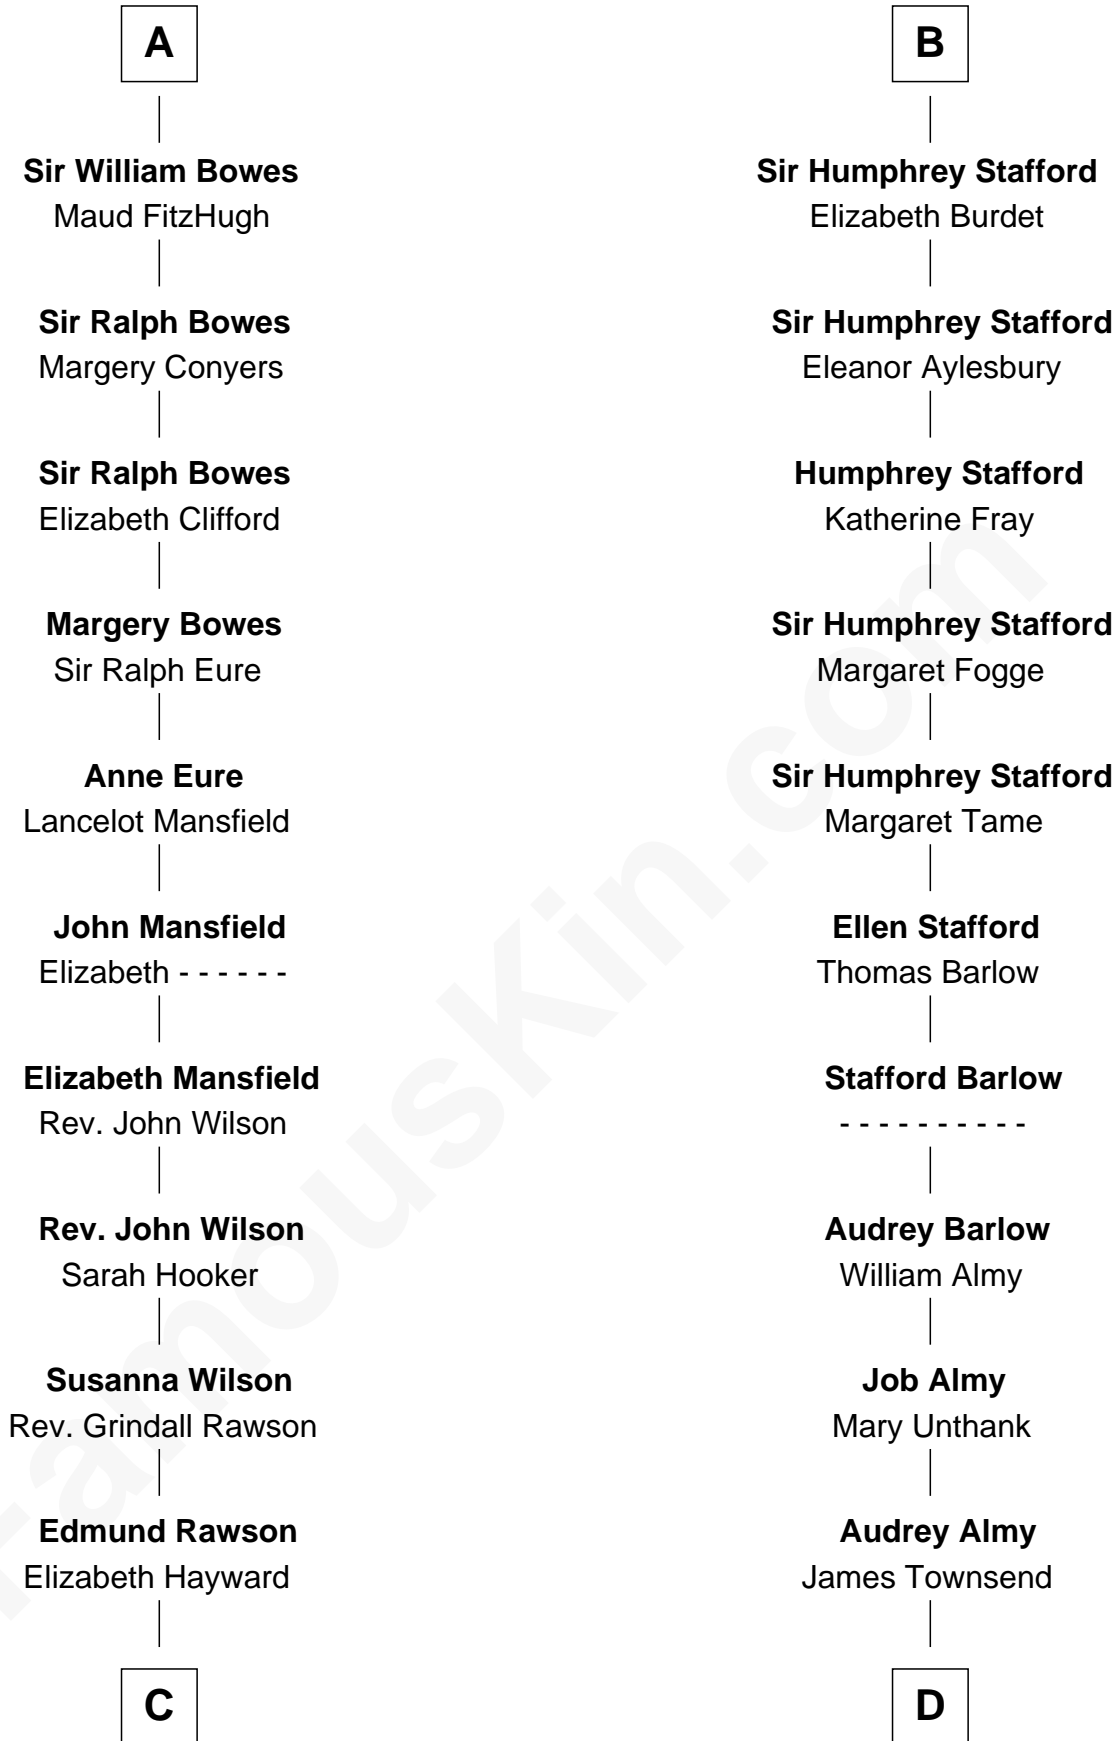 A
Sir William Bowes
Maud FitzHugh
Sir Ralph Bowes
Margery Conyers
Sir Ralph Bowes
Elizabeth Clifford
Margery Bowes
Sir Ralph Eure
Anne Eure
Lancelot Mansfield
John Mansfield
Elizabeth - - - - - -
Elizabeth Mansfield
Rev. John Wilson
Rev. John Wilson
Sarah Hooker
Susanna Wilson
Rev. Grindall Rawson
Edmund Rawson
Elizabeth Hayward
C
B
Sir Humphrey Stafford
Elizabeth Burdet
Sir Humphrey Stafford
Eleanor Aylesbury
Humphrey Stafford
Katherine Fray
Sir Humphrey Stafford
Margaret Fogge
Sir Humphrey Stafford
Margaret Tame
Ellen Stafford
Thomas Barlow
Stafford Barlow
- - - - - - - - - -
Audrey Barlow
William Almy
Job Almy
Mary Unthank
Audrey Almy
James Townsend
D
FamousKin.com